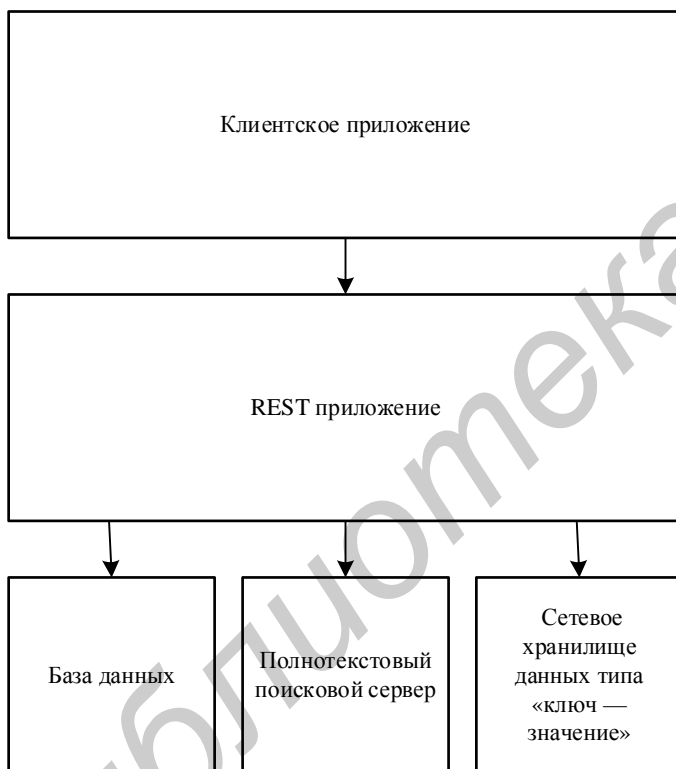 Клиентское приложение
REST приложение
База данных
Полнотекстовый
поисковой сервер
Сетевое
хранилище
данных типа
«ключ —
значение»